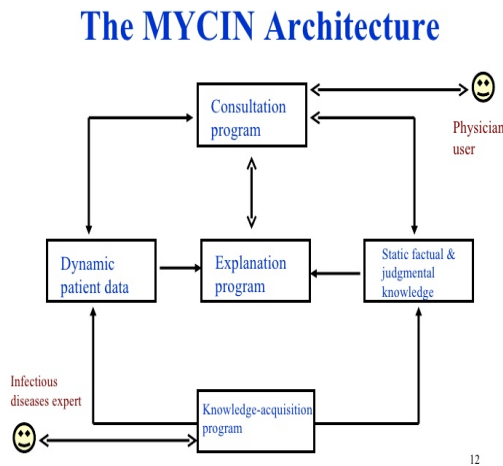 The MYCIN Architecture
Consultation
program
Physician
user
Dynamic
patient data
Explanation
program
Static factual &
judgmental
knowledge
Infectious
diseases expert
Knowledge-acquisition
program
12